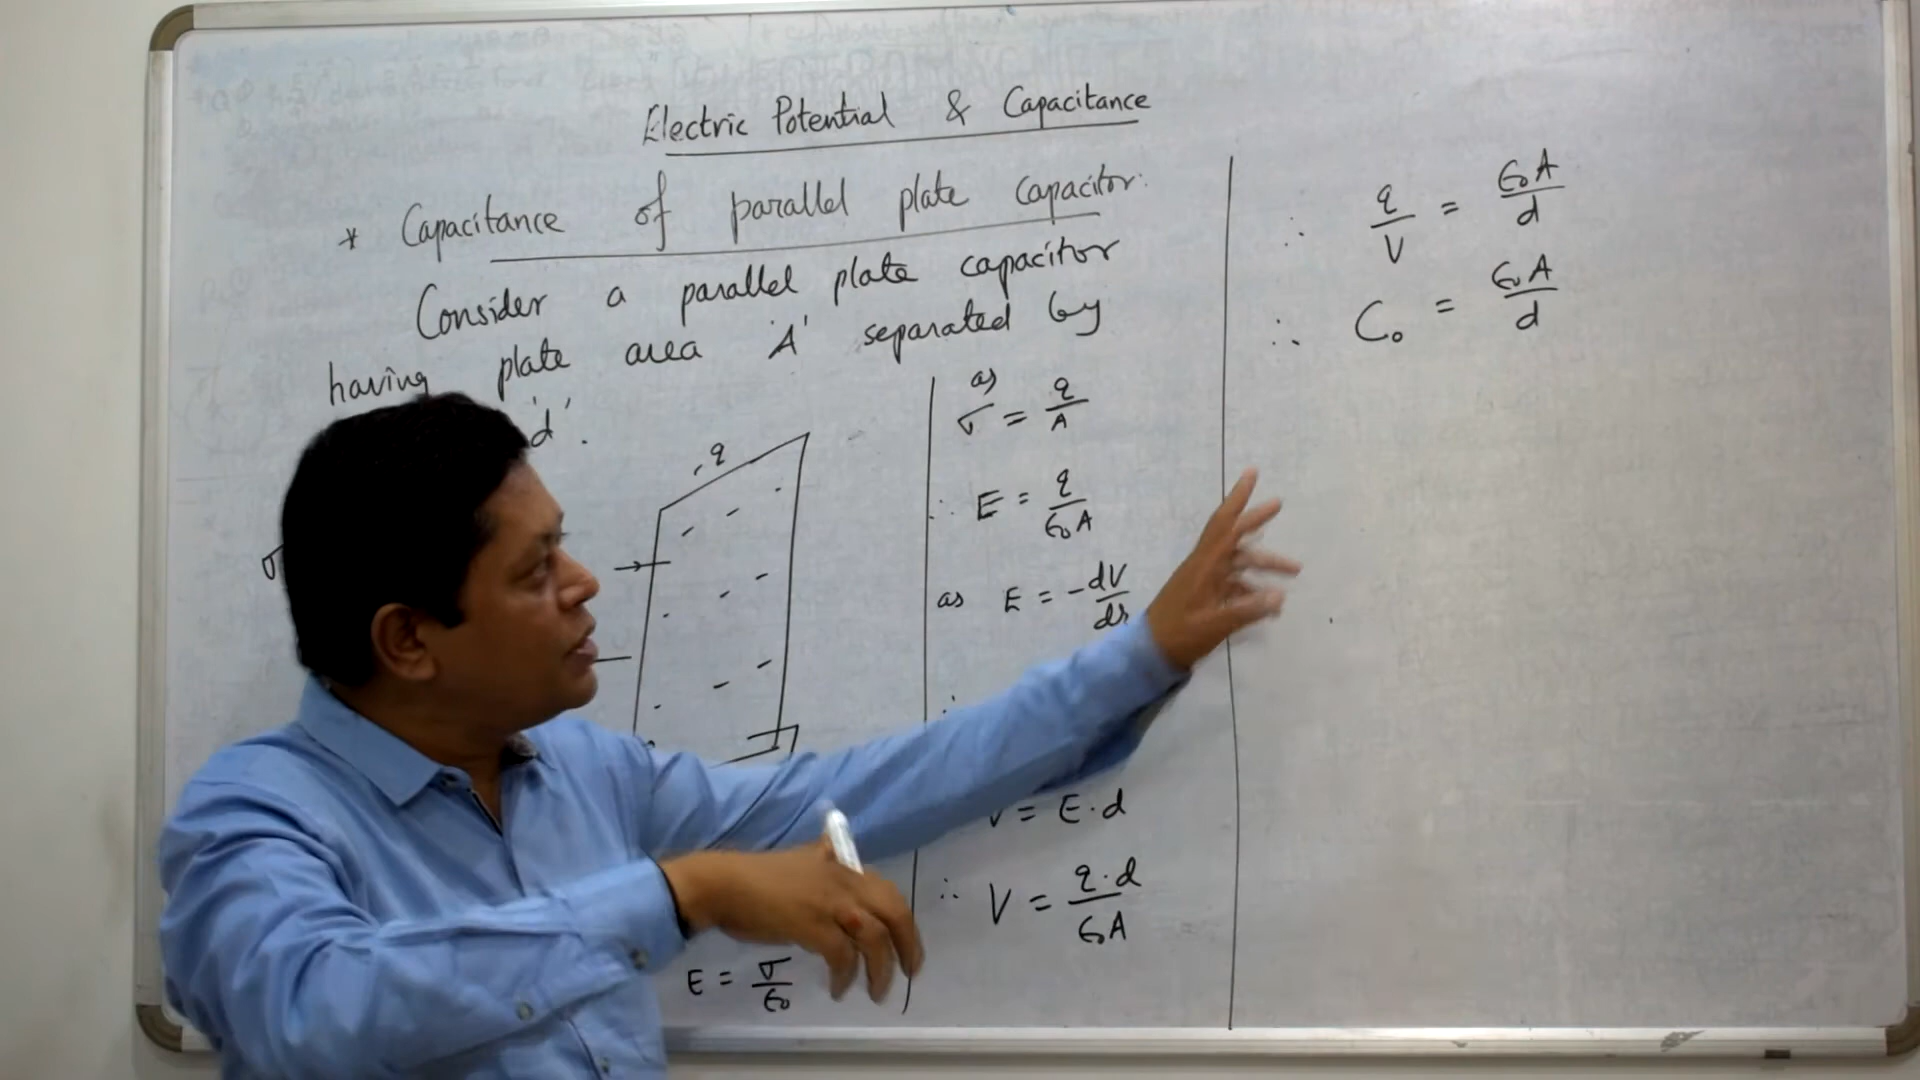 Electric Potential & Capacitance
* Capacitance of parallel plate capacitor:
Consider a parallel plate capacitor
having plate area 'A' separated by
'd'.
q
σ
E = σ/ε₀
as
σ = q/A
∴ E = q/ε₀A
as E = -dV/dr
∴
V = E·d
∴ V = q·d/ε₀A
∴ q/V = ε₀A/d
∴ C₀ = ε₀A/d